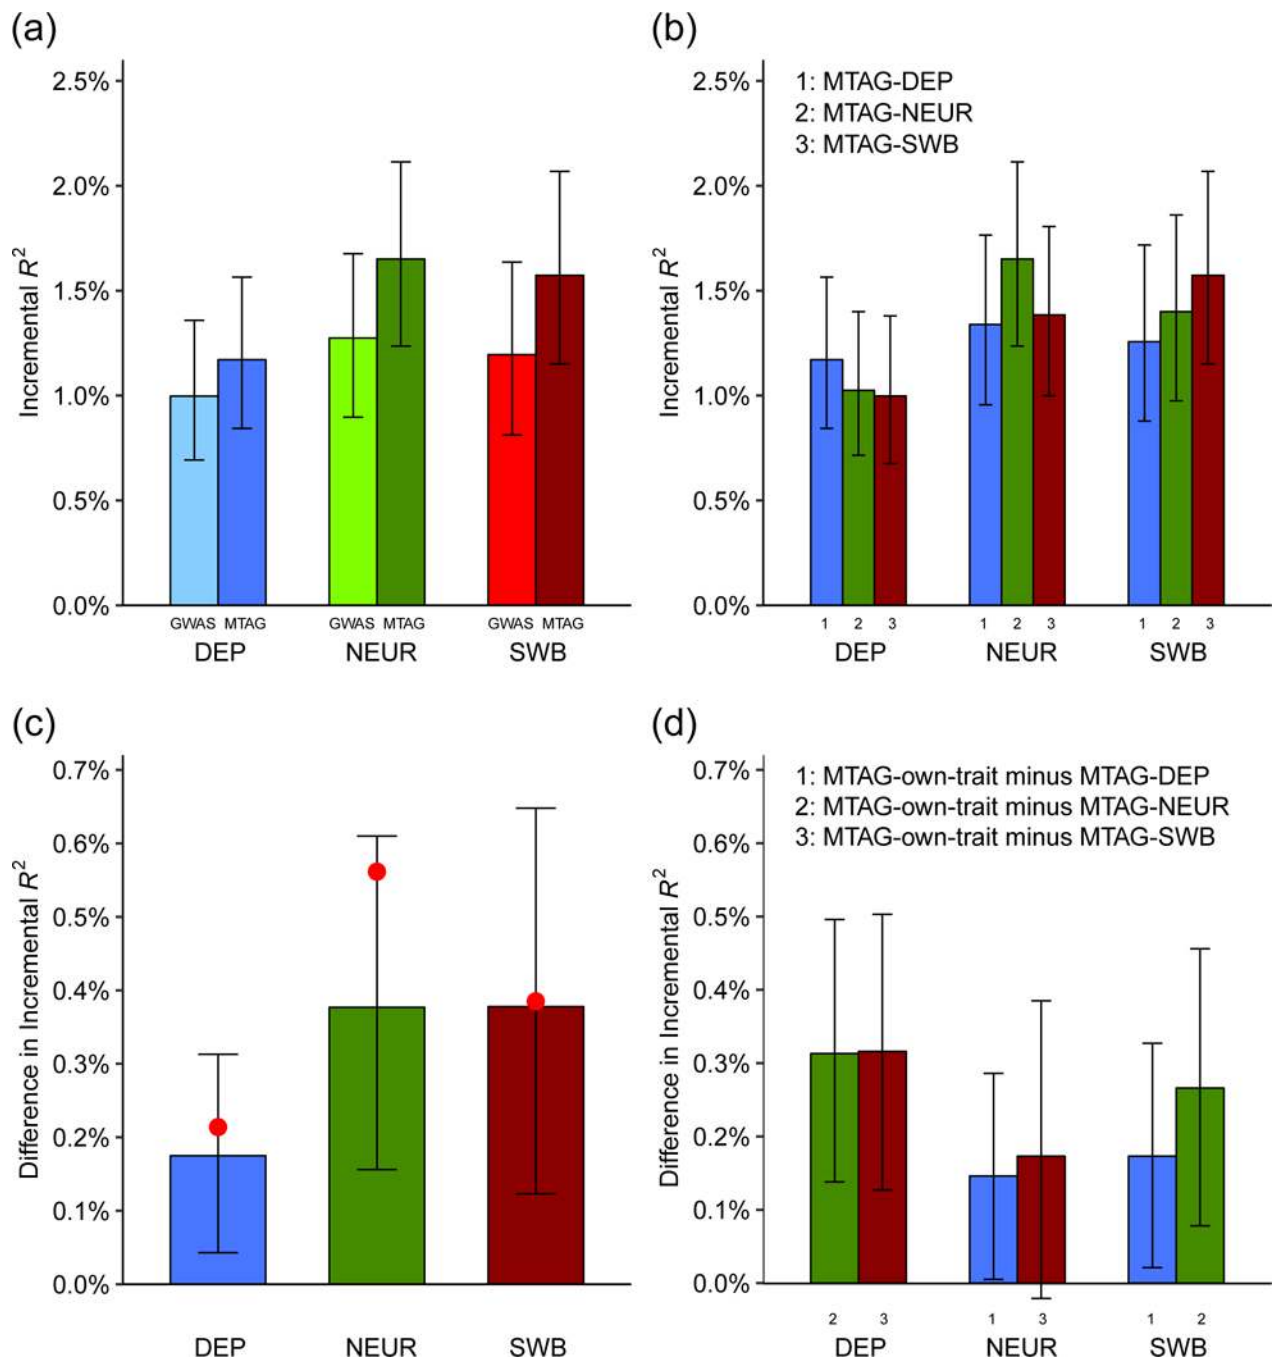 (a)
2.5%
2.0%
1.5%
1.0%
0.5%
0.0%
Incremental R²
GWAS MTAG GWAS MTAG GWAS MTAG
DEP NEUR SWB
(b)
2.5%
2.0%
1.5%
1.0%
0.5%
0.0%
Incremental R²
1: MTAG-DEP
2: MTAG-NEUR
3: MTAG-SWB
1 2 3 1 2 3 1 2 3
DEP NEUR SWB
(c)
0.7%
0.6%
0.5%
0.4%
0.3%
0.2%
0.1%
0.0%
Difference in Incremental R²
DEP NEUR SWB
(d)
0.7%
0.6%
0.5%
0.4%
0.3%
0.2%
0.1%
0.0%
Difference in Incremental R²
1: MTAG-own-trait minus MTAG-DEP
2: MTAG-own-trait minus MTAG-NEUR
3: MTAG-own-trait minus MTAG-SWB
2 3 1 3 1 2
DEP NEUR SWB